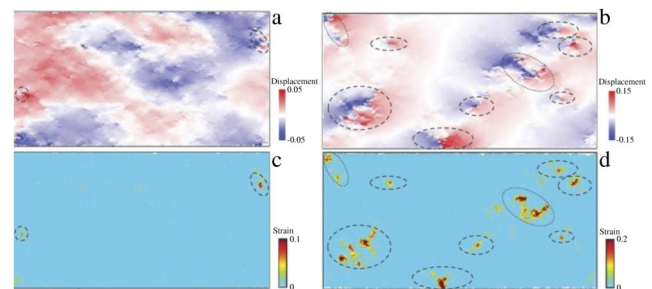 a
Displacement
0.05
-0.05
b
Displacement
0.15
-0.15
c
Strain
0.1
0
d
Strain
0.2
0